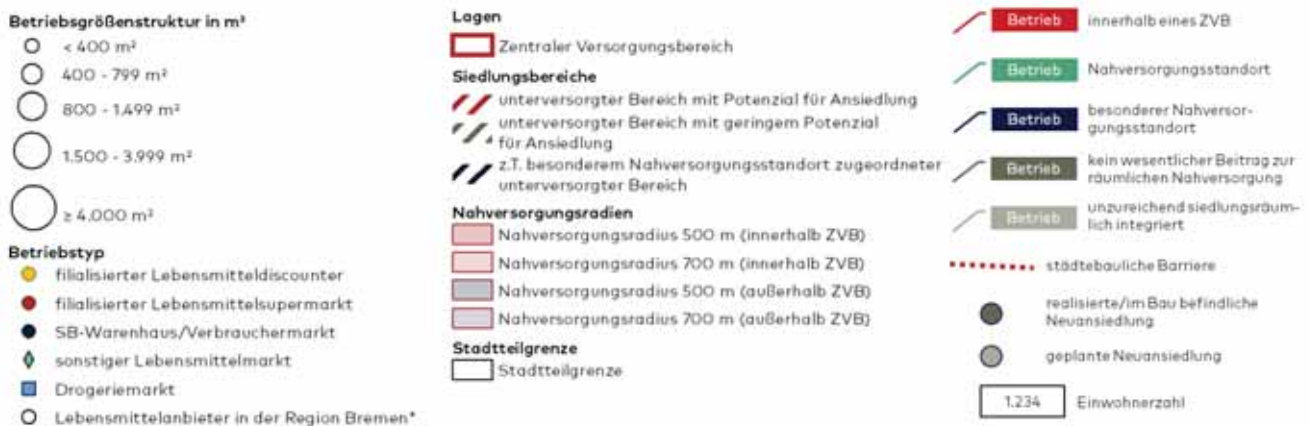 Betriebsgrößenstruktur in m²
< 400 m²
400 - 799 m²
800 - 1.499 m²
1.500 - 3.999 m²
≥ 4.000 m²
Betriebstyp
filialisierter Lebensmitteldiscounter
filialisierter Lebensmittelsupermarkt
SB-Warenhaus/Verbrauchermarkt
sonstiger Lebensmittelmarkt
Drogeriemarkt
Lebensmittelanbieter in der Region Bremen*
Lagen
Zentraler Versorgungsbereich
Siedlungsbereiche
unterversorgter Bereich mit Potenzial für Ansiedlung
unterversorgter Bereich mit geringem Potenzial
für Ansiedlung
z.T. besonderem Nahversorgungsstandort zugeordneter
unterversorgter Bereich
Nahversorgungsradien
Nahversorgungsradius 500 m (innerhalb ZVB)
Nahversorgungsradius 700 m (innerhalb ZVB)
Nahversorgungsradius 500 m (außerhalb ZVB)
Nahversorgungsradius 700 m (außerhalb ZVB)
Stadtteilgrenze
Stadtteilgrenze
Betrieb innerhalb eines ZVB
Betrieb Nahversorgungsstandort
Betrieb besonderer Nahversor-
gungsstandort
Betrieb kein wesentlicher Beitrag zur
räumlichen Nahversorgung
Betrieb unzureichend siedlungsräum-
lich integriert
städtebauliche Barriere
realisierte/im Bau befindliche
Neuansiedlung
geplante Neuansiedlung
1.234 Einwohnerzahl